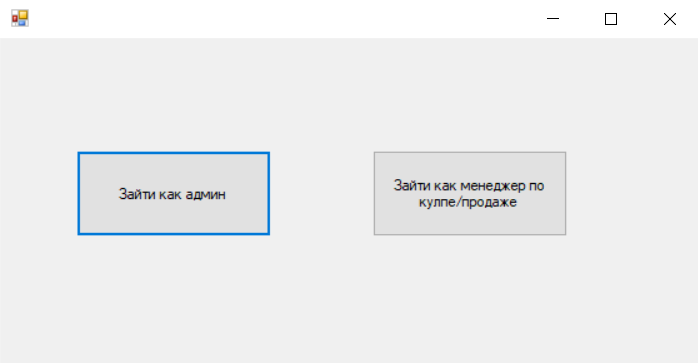 Зайти как админ
Зайти как менеджер по
кулпе/продаже